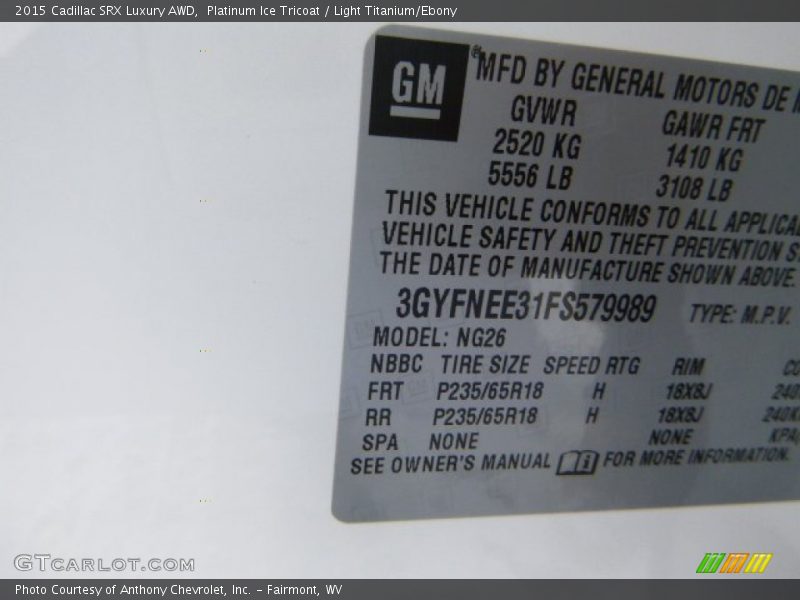 2015 Cadillac SRX Luxury AWD, Platinum Ice Tricoat / Light Titanium/Ebony
GM ® MFD BY GENERAL MOTORS DE
GVWR GAWR FRT
2520 KG 1410 KG
5556 LB 3108 LB
THIS VEHICLE CONFORMS TO ALL
VEHICLE SAFETY AND THEFT PREVENTION
THE DATE OF MANUFACTURE SHOWN ABOVE.
3GYFNEE31FS579989 TYPE: M.P.V.
MODEL: NG26
NBBC TIRE SIZE SPEED RTG RIM
FRT P235/65R18 H 18X8J
RR P235/65R18 H 18X8J
SPA NONE NONE
SEE OWNER'S MANUAL FOR MORE INFORMATION.
GTCARLOT.COM
Photo Courtesy of Anthony Chevrolet, Inc. – Fairmont, WV